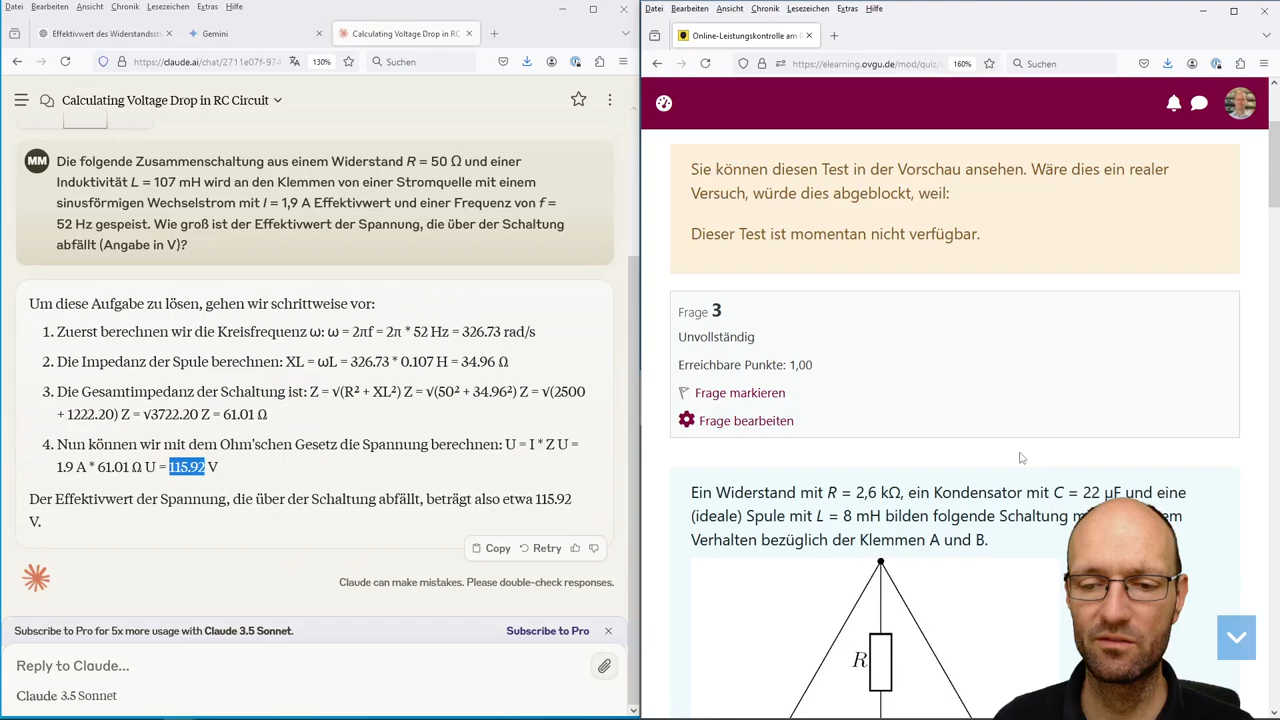 Datei Bearbeiten Ansicht Chronik Lesezeichen Extras Hilfe
Effektivwert des Widerstandsst
Gemini
Calculating Voltage Drop in RC
https://claude.ai/chat/2711e07f-974
130%
Suchen
Calculating Voltage Drop in RC Circuit
MM
Die folgende Zusammenschaltung aus einem Widerstand R = 50 Ω und einer
Induktivität L = 107 mH wird an den Klemmen von einer Stromquelle mit einem
sinusförmigen Wechselstrom mit I = 1,9 A Effektivwert und einer Frequenz von f =
52 Hz gespeist. Wie groß ist der Effektivwert der Spannung, die über der Schaltung
abfällt (Angabe in V)?
Um diese Aufgabe zu lösen, gehen wir schrittweise vor:
1. Zuerst berechnen wir die Kreisfrequenz ω: ω = 2πf = 2π * 52 Hz = 326.73 rad/s
2. Die Impedanz der Spule berechnen: XL = ωL = 326.73 * 0.107 H = 34.96 Ω
3. Die Gesamtimpedanz der Schaltung ist: Z = √(R² + XL²) Z = √(50² + 34.96²) Z = √(2500
+ 1222.20) Z = √3722.20 Z = 61.01 Ω
4. Nun können wir mit dem Ohm'schen Gesetz die Spannung berechnen: U = I * Z U =
1.9 A * 61.01 Ω U = 115.92 V
Der Effektivwert der Spannung, die über der Schaltung abfällt, beträgt also etwa 115.92
V.
Copy Retry
Claude can make mistakes. Please double-check responses.
Subscribe to Pro for 5x more usage with Claude 3.5 Sonnet.
Subscribe to Pro
Reply to Claude...
Claude 3.5 Sonnet
Datei Bearbeiten Ansicht Chronik Lesezeichen Extras Hilfe
Online-Leistungskontrolle am
https://elearning.ovgu.de/mod/quiz/
160%
Suchen
Sie können diesen Test in der Vorschau ansehen. Wäre dies ein realer
Versuch, würde dies abgeblockt, weil:
Dieser Test ist momentan nicht verfügbar.
Frage 3
Unvollständig
Erreichbare Punkte: 1,00
Frage markieren
Frage bearbeiten
Ein Widerstand mit R = 2,6 kΩ, ein Kondensator mit C = 22 µF und eine
(ideale) Spule mit L = 8 mH bilden folgende Schaltung
Verhalten bezüglich der Klemmen A und B.
R